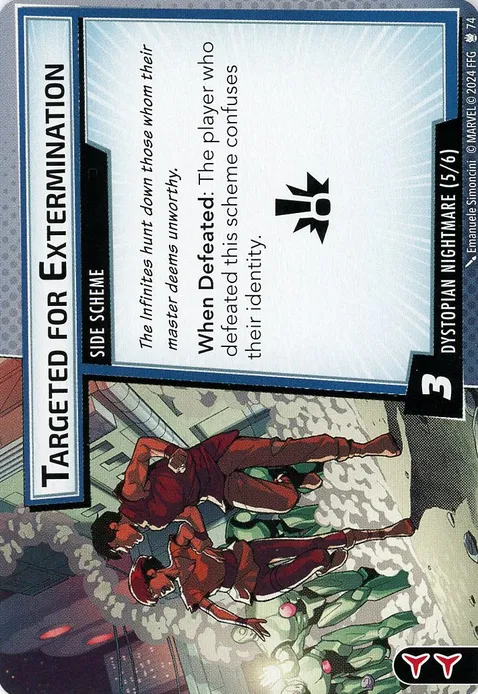 TARGETED FOR EXTERMINATION
SIDE SCHEME
The Infinites hunt down those whom their
master deems unworthy.
When Defeated: The player who
defeated this scheme confuses
their identity.
3
DYSTOPIAN NIGHTMARE (5/6)
Emanuele Simoncini © MARVEL © 2024 FFG 74